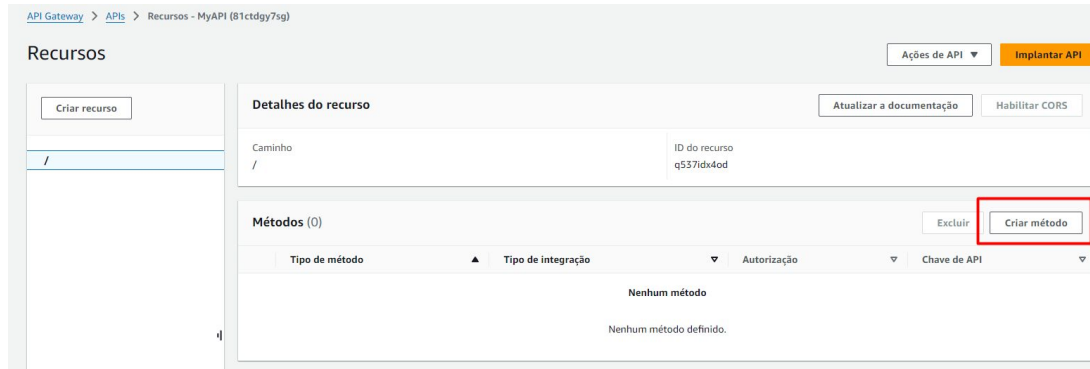 API Gateway > APIs > Recursos - MyAPI (81ctdgy7sg)
Recursos
Ações de API ▼
Implantar API
Criar recurso
/
Detalhes do recurso
Atualizar a documentação
Habilitar CORS
Caminho
/
ID do recurso
q537idx4od
Métodos (0)
Excluir
Criar método
Tipo de método ▲ Tipo de integração ▽ Autorização ▽ Chave de API ▽
Nenhum método
Nenhum método definido.